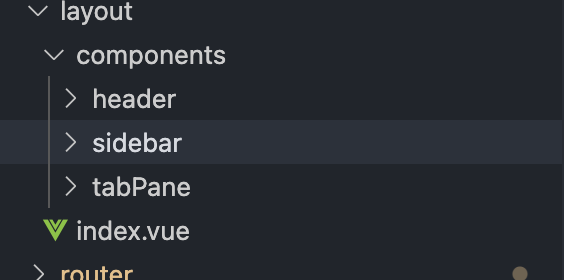 layout
components
header
sidebar
tabPane
index.vue
router